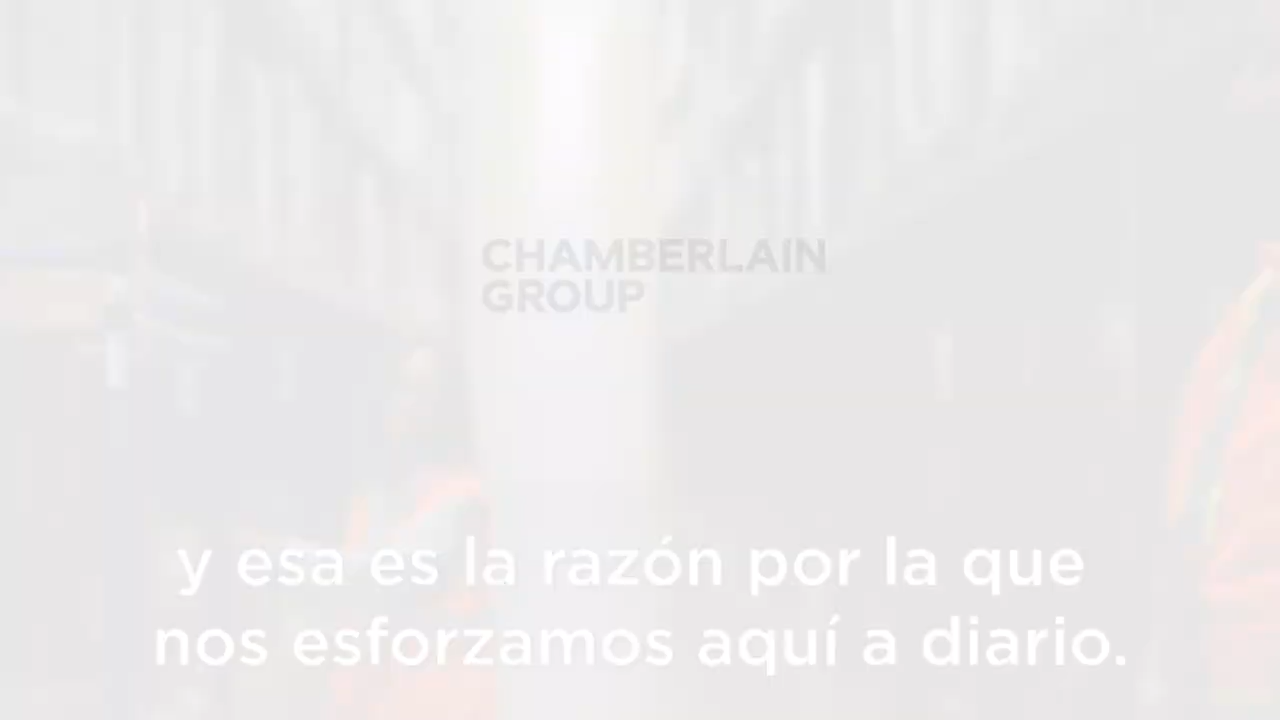 CHAMBERLAIN
GROUP
y esa es la razón por la que
nos esforzamos aquí a diario.